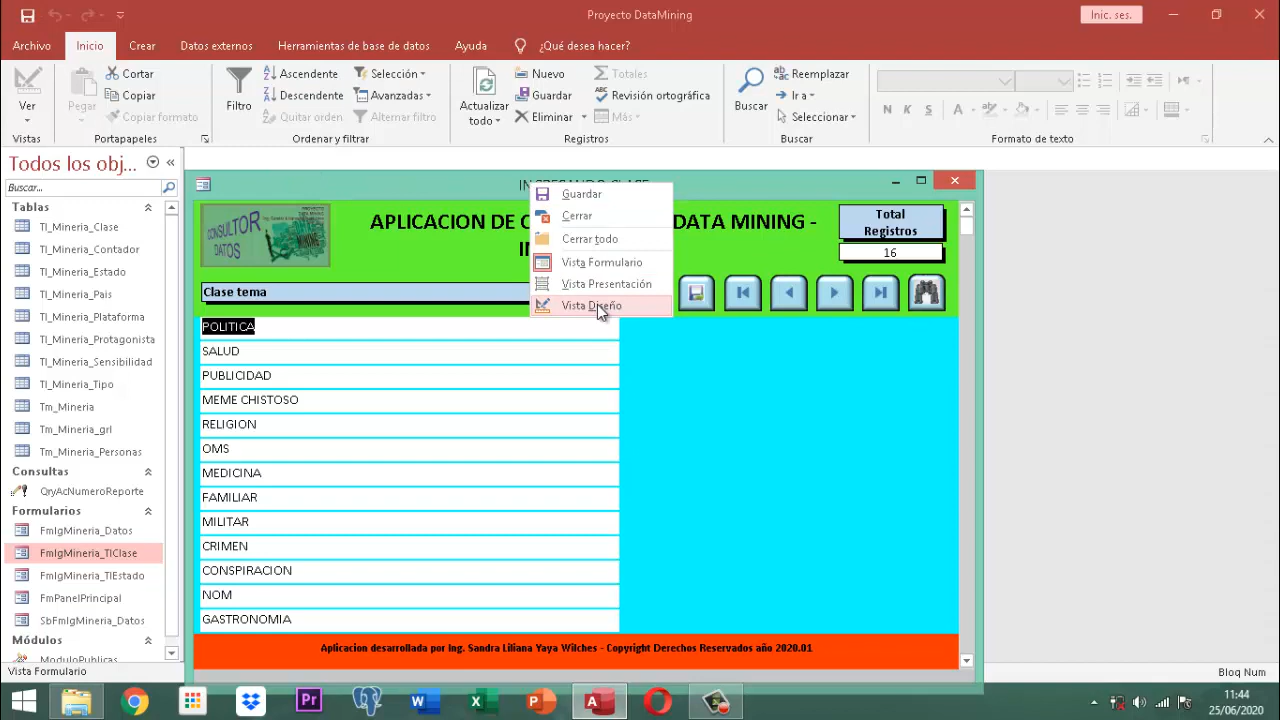 Proyecto DataMining
Inic. ses.
Archivo Inicio Crear Datos externos Herramientas de base de datos Ayuda ¿Qué desea hacer?
Ver
Vistas
Pegar
Cortar
Copiar
Copiar formato
Portapapeles
Filtro
Ascendente
Descendente
Quitar orden
Selección
Avanzadas
Alternar filtro
Ordenar y filtrar
Actualizar
todo
Nuevo
Guardar
Eliminar
Totales
Revisión ortográfica
Más
Registros
Buscar
Reemplazar
Ir a
Seleccionar
Buscar
N K S
A
Formato de texto
Todos los obj...
Buscar...
Tablas
Tl_Mineria_Clase
Tl_Mineria_Contador
Tl_Mineria_Estado
Tl_Mineria_Pais
Tl_Mineria_Plataforma
Tl_Mineria_Protagonista
Tl_Mineria_Sensibilidad
Tl_Mineria_Tipo
Tm_Mineria
Tm_Mineria_grl
Tm_Mineria_Personas
Consultas
QryAcNumeroReporte
Formularios
FmIgMineria_Datos
FmIgMineria_TlClase
FmIgMineria_TlEstado
FmPanelPrincipal
SbFmIgMineria_Datos
Módulos
ModuloPublicas
CONSULTOR
DATOS
APLICACION DE C
DATA MINING -
Total
Registros
16
Clase tema
Guardar
Cerrar
Cerrar todo
Vista Formulario
Vista Presentación
Vista Diseño
POLITICA
SALUD
PUBLICIDAD
MEME CHISTOSO
RELIGION
OMS
MEDICINA
FAMILIAR
MILITAR
CRIMEN
CONSPIRACION
NOM
GASTRONOMIA
Aplicacion desarrollada por Ing. Sandra Liliana Yaya Wilches - Copyright Derechos Reservados año 2020.01
Vista Formulario
Bloq Num
Pr
W
X
P
A
11:44
25/06/2020